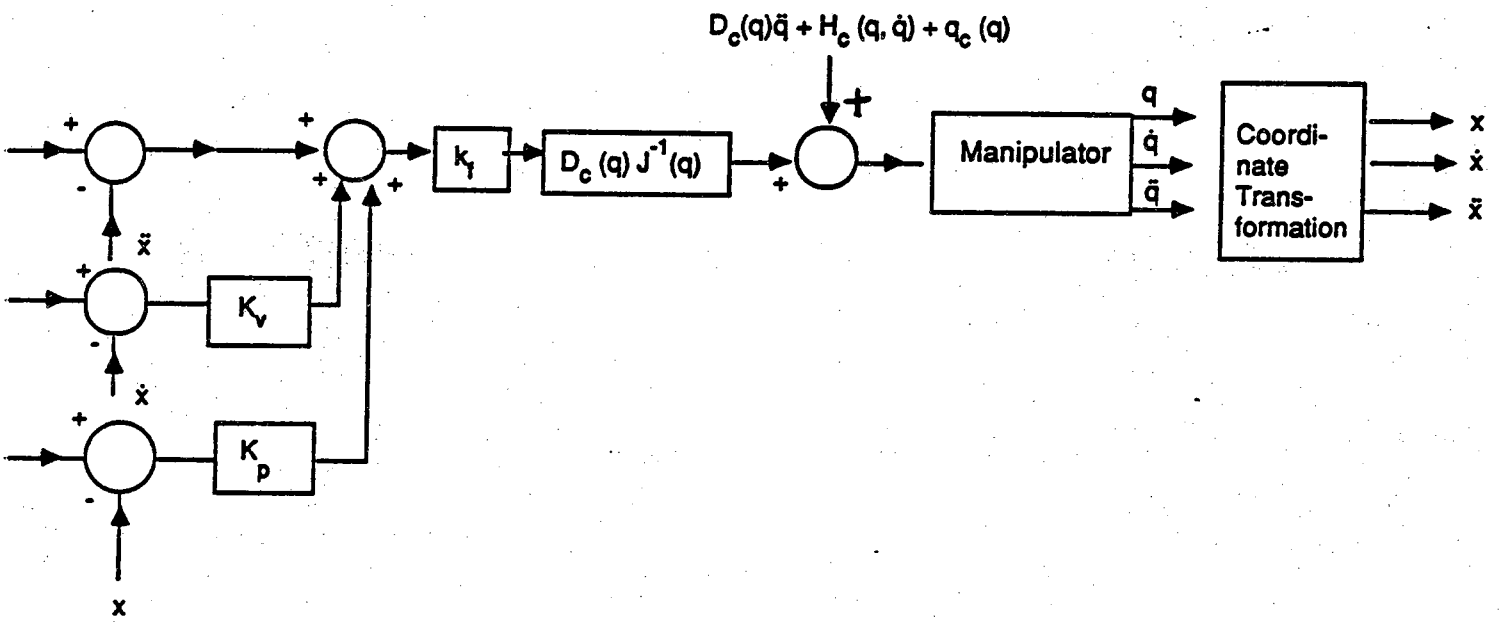 D_c(q)q̈ + H_c (q, q̇) + q_c (q)
+
+
-
ẍ
+
+
+
k_f
D_c (q) J⁻¹(q)
+
Manipulator
q
q̇
q̈
Coordi-
nate
Trans-
formation
x
ẋ
ẍ
+
-
ẋ
K_v
+
-
x
K_p